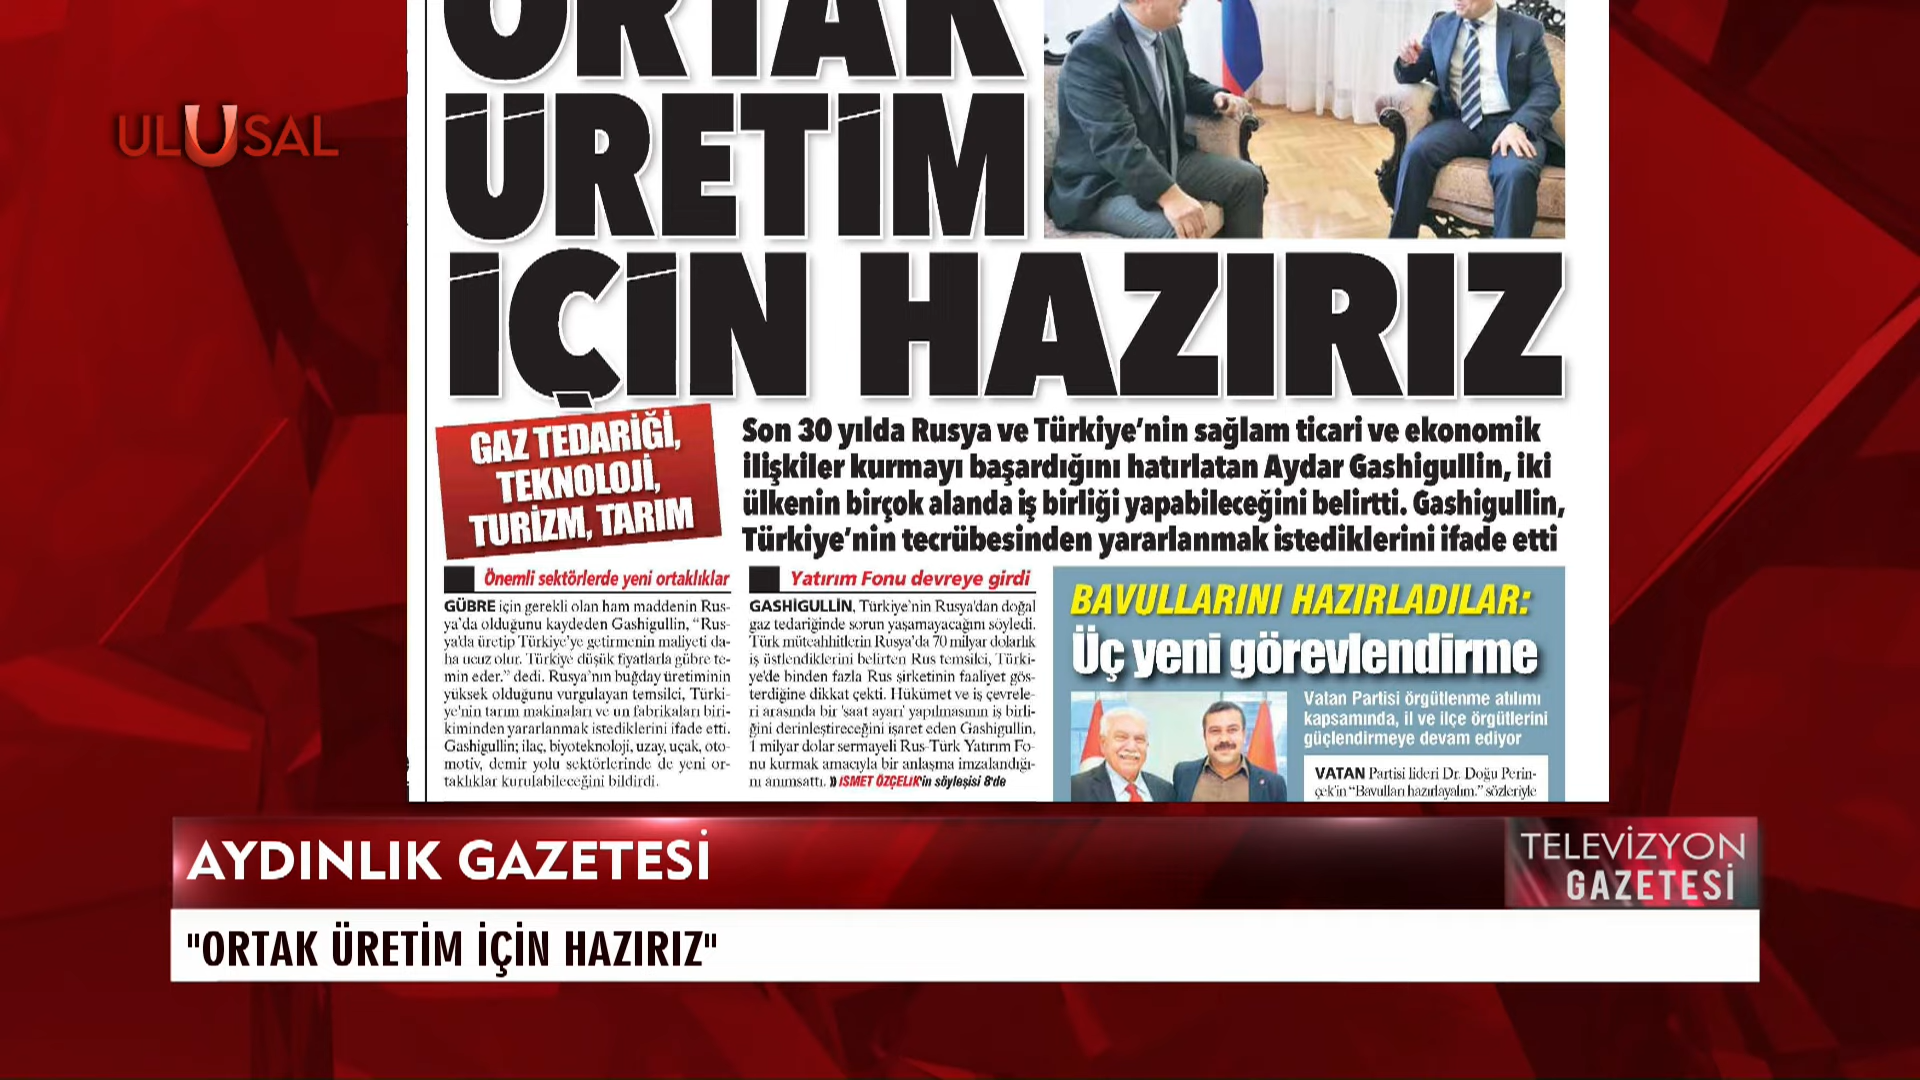 ORTAK
ÜRETİM
İÇİN HAZIRIZ
ULUSAL
GAZ TEDARİĞİ,
TEKNOLOJİ,
TURİZM, TARIM
Son 30 yılda Rusya ve Türkiye'nin sağlam ticari ve ekonomik
ilişkiler kurmayı başardığını hatırlatan Aydar Gashigullin, iki
ülkenin birçok alanda iş birliği yapabileceğini belirtti. Gashigullin,
Türkiye'nin tecrübesinden yararlanmak istediklerini ifade etti
Önemli sektörlerde yeni ortaklıklar
GÜBRE için gerekli olan ham maddenin Rus-
ya'da olduğunu kaydeden Gashigullin, "Rus-
ya'da üretip Türkiye'ye getirmenin maliyeti da-
ha ucuz olur. Türkiye düşük fiyatlarla gübre te-
min eder." dedi. Rusya'nın buğday üretiminin
yüksek olduğunu vurgulayan temsilci, Türki-
ye'nin tarım makinaları ve un fabrikaları biri-
kiminden yararlanmak istediklerini ifade etti.
Gashigullin; ilaç, biyoteknoloji, uzay, uçak, oto-
motiv, demir yolu sektörlerinde de yeni or-
taklıklar kurulabileceğini bildirdi.
Yatırım Fonu devreye girdi
GASHİGULLİN, Türkiye'nin Rusya'dan doğal
gaz tedariğinde sorun yaşamayacağını söyledi.
Türk müteahhitlerin Rusya'da 70 milyar dolarlık
iş üstlendiklerini belirten Rus temsilci, Türki-
ye'de binden fazla Rus şirketinin faaliyet gös-
terdiğine dikkat çekti. Hükümet ve iş çevrele-
ri arasında bir 'saat ayarı' yapılmasının iş birli-
ğini derinleştireceğini işaret eden Gashigullin,
1 milyar dolar sermayeli Rus-Türk Yatırım Fo-
nu kurmak amacıyla bir anlaşma imzalandığı-
nı anımsattı. ⟫ İSMET ÖZÇELİK'in söyleşisi 8'de
BAVULLARINI HAZIRLADILAR:
Üç yeni görevlendirme
Vatan Partisi örgütlenme atılımı
kapsamında, il ve ilçe örgütlerini
güçlendirmeye devam ediyor
VATAN Partisi lideri Dr. Doğu Perin-
çek'in "Bavulları hazırlayalım." sözleriyle
AYDINLIK GAZETESİ
TELEVİZYON
GAZETESİ
"ORTAK ÜRETİM İÇİN HAZIRIZ"